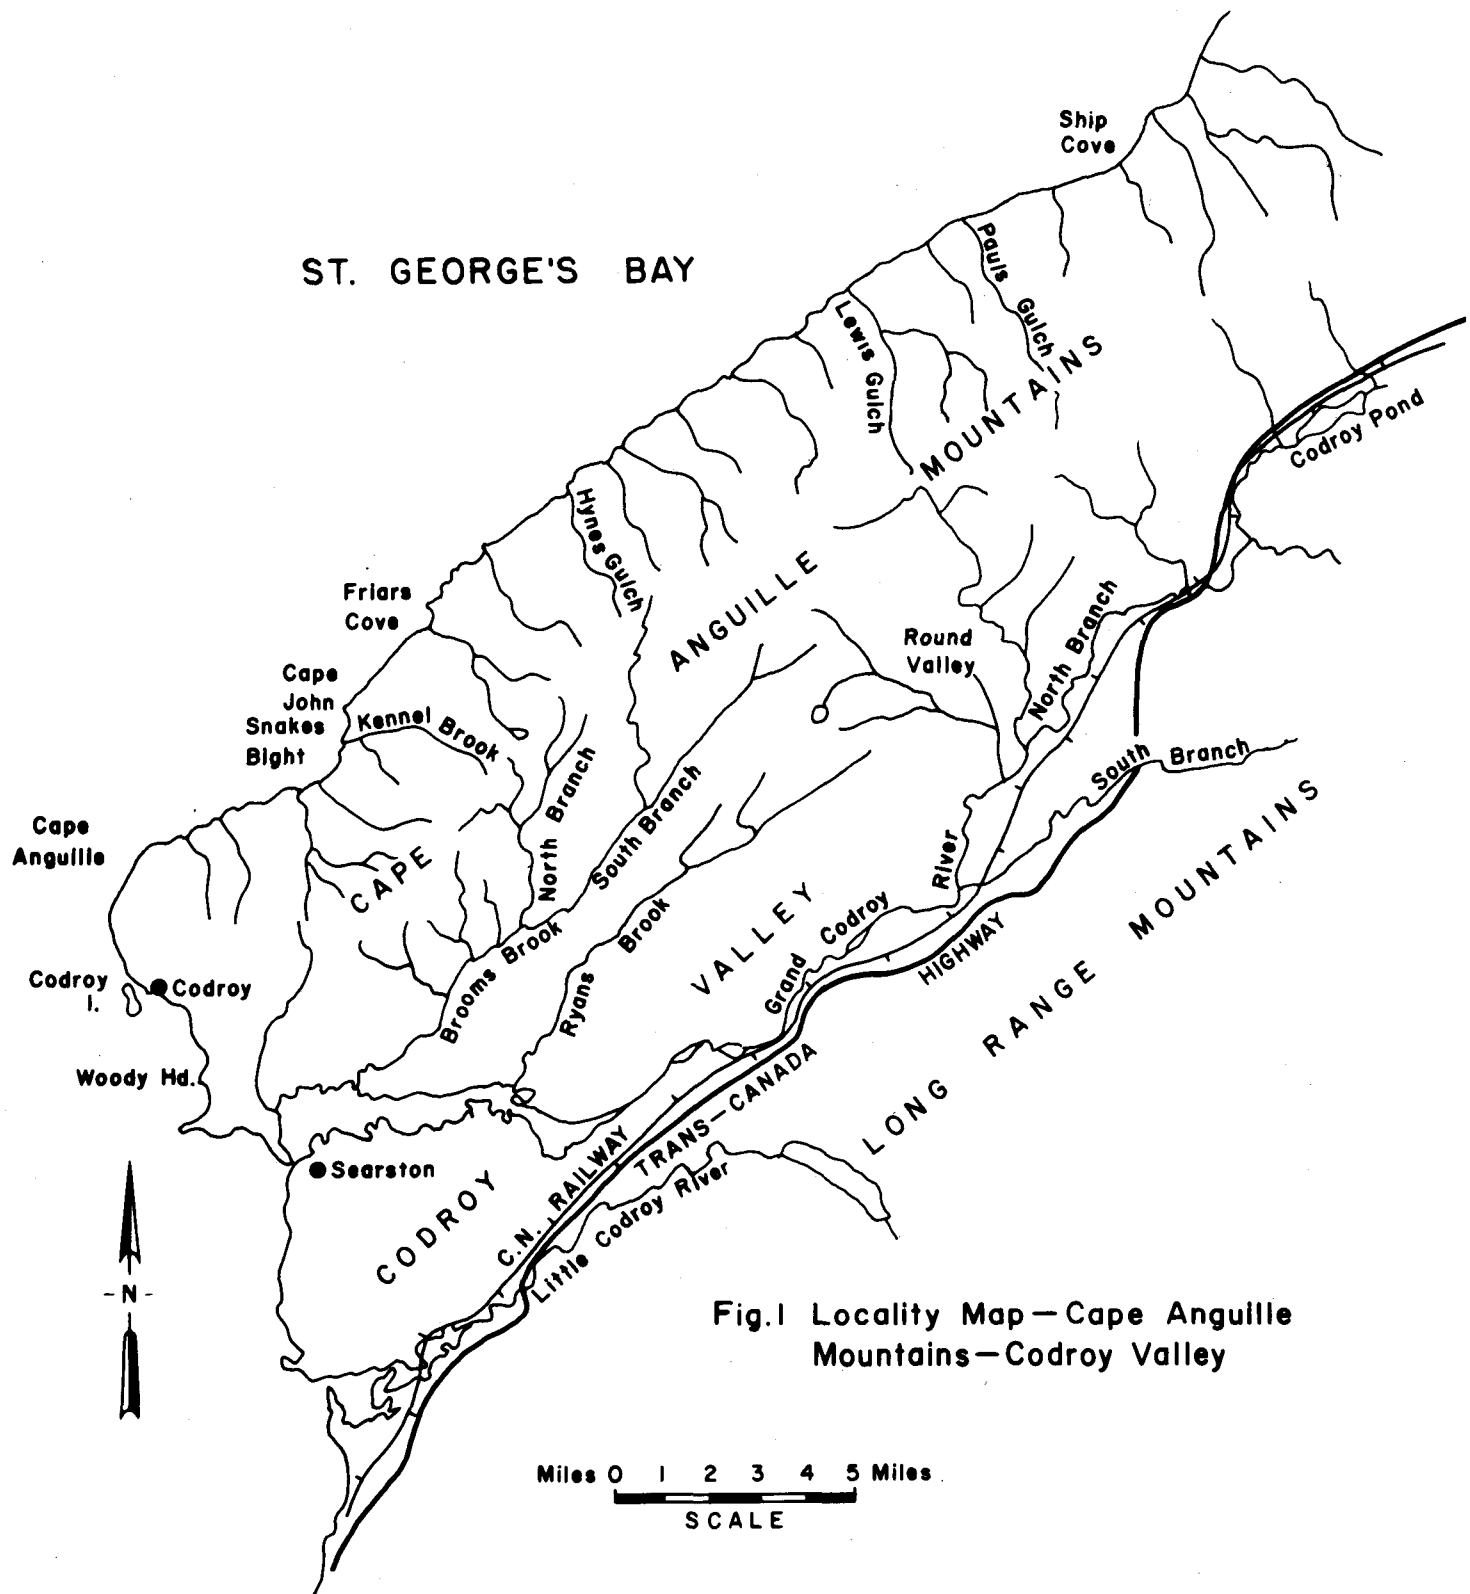 Ship
Cove
ST. GEORGE'S BAY
Pauls Gulch
Lewis Gulch
MOUNTAINS
Codroy Pond
Hynes Gulch
ANGUILLE
Friars
Cove
North Branch
Round
Valley
Cape
John
Snakes
Bight
Kennel Brook
South Branch
North Branch
South Branch
Cape
Anguille
CAPE
River
LONG RANGE MOUNTAINS
VALLEY
Grand Codroy
HIGHWAY
Brooms Brook
Ryans Brook
Codroy
I.
Codroy
Woody Hd.
TRANS-CANADA
Searston
C.N. RAILWAY
Little Codroy River
CODROY
-N-
Fig.1 Locality Map—Cape Anguille
Mountains—Codroy Valley
Miles 0 1 2 3 4 5 Miles
SCALE